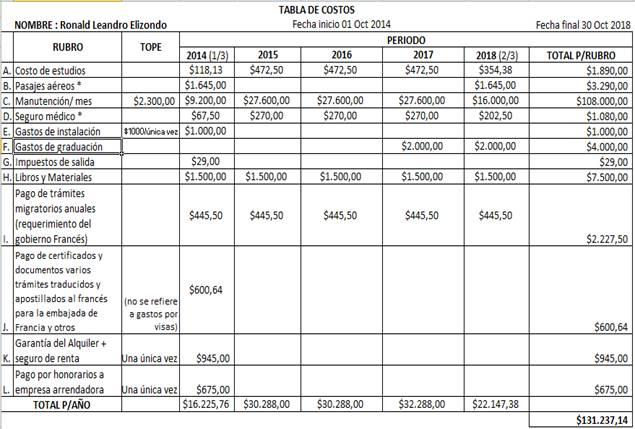 TABLA DE COSTOS
NOMBRE : Ronald Leandro Elizondo Fecha inicio 01 Oct 2014 Fecha final 30 Oct 2018
RUBRO TOPE PERIODO TOTAL P/RUBRO
2014 (1/3) 2015 2016 2017 2018 (2/3)
A. Costo de estudios $118,13 $472,50 $472,50 $472,50 $354,38 $1.890,00
B. Pasajes aéreos * $1.645,00 $1.645,00 $3.290,00
C. Manutención/ mes $2.300,00 $9.200,00 $27.600,00 $27.600,00 $27.600,00 $16.000,00 $108.000,00
D. Seguro médico * $67,50 $270,00 $270,00 $270,00 $202,50 $1.080,00
E. Gastos de instalación $1000/única vez $1.000,00 $1.000,00
F. Gastos de graduación $2.000,00 $2.000,00 $4.000,00
G. Impuestos de salida $29,00 $29,00
H. Libros y Materiales $1.500,00 $1.500,00 $1.500,00 $1.500,00 $1.500,00 $7.500,00
Pago de trámites
migratorios anuales
(requerimiento del
I. gobierno Francés) $445,50 $445,50 $445,50 $445,50 $445,50 $2.227,50
Pago de certificados y
documentos varios
trámites traducidos y
apostillados al francés
para la embajada de
J. Francia y otros (no se refiere
a gastos por
visas) $600,64 $600,64
Garantía del Alquiler +
K. seguro de renta Una única vez $945,00 $945,00
Pago por honorarios a
L. empresa arrendadora Una única vez $675,00 $675,00
TOTAL P/AÑO $16.225,76 $30.288,00 $30.288,00 $32.288,00 $22.147,38
$131.237,14